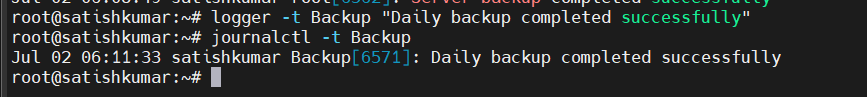 root@satishkumar:~# logger -t Backup "Daily backup completed successfully"
root@satishkumar:~# journalctl -t Backup
Jul 02 06:11:33 satishkumar Backup[6571]: Daily backup completed successfully
root@satishkumar:~#